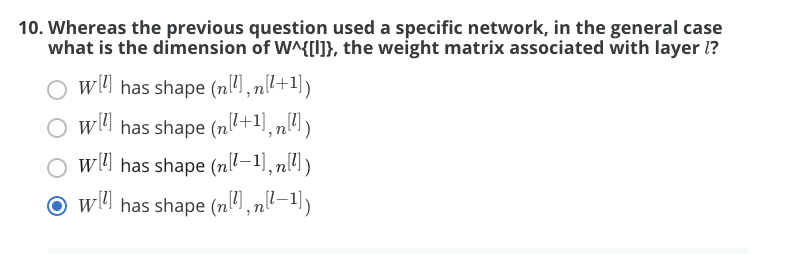 10. Whereas the previous question used a specific network, in the general case
what is the dimension of W^{[l]}, the weight matrix associated with layer l?
W^{[l]} has shape (n^{[l]}, n^{[l+1]})
W^{[l]} has shape (n^{[l+1]}, n^{[l]})
W^{[l]} has shape (n^{[l−1]}, n^{[l]})
W^{[l]} has shape (n^{[l]}, n^{[l−1]})